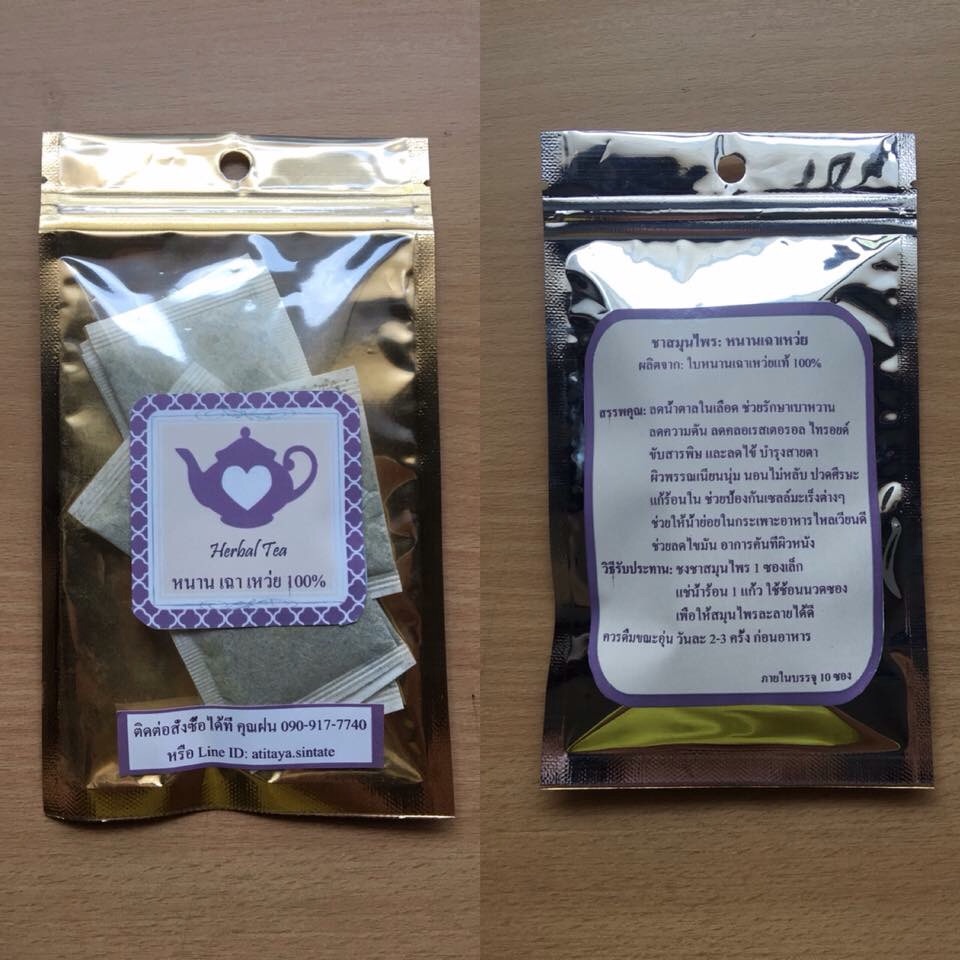 Herbal Tea
หนาน เฉา เหว่ย 100%
ติดต่อสั่งซื้อได้ที่ คุณฝน 090-917-7740
หรือ Line ID: atitaya.sintate
ชาสมุนไพร: หนานเฉาเหว่ย
ผลิตจาก: ใบหนานเฉาเหว่ยแท้ 100%
สรรพคุณ: ลดน้ำตาลในเลือด ช่วยรักษาเบาหวาน
ลดความดัน ลดคลอเรสเตอรอล ไทรอยด์
ขับสารพิษ และลดไข้ บำรุงสายตา
ผิวพรรณเนียนนุ่ม นอนไม่หลับ ปวดศีรษะ
แก้ร้อนใน ช่วยป้องกันเซลล์มะเร็งต่างๆ
ช่วยให้น้ำย่อยในกระเพาะอาหารไหลเวียนดี
ช่วยลดไขมัน อาการคันที่ผิวหนัง
วิธีรับประทาน: ชงชาสมุนไพร 1 ซองเล็ก
แช่น้ำร้อน 1 แก้ว ใช้ช้อนนวดซอง
เพื่อให้สมุนไพรละลายได้ดี
ควรดื่มขณะอุ่น วันละ 2-3 ครั้ง ก่อนอาหาร
ภายในบรรจุ 10 ซอง